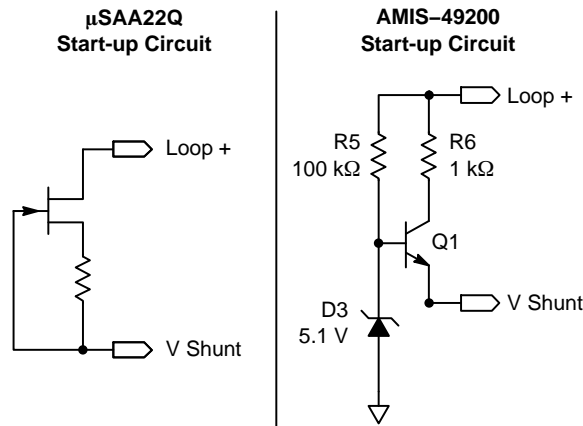 μSAA22Q
Start-up Circuit
Loop +
V Shunt
AMIS−49200
Start-up Circuit
Loop +
R5
100 kΩ
R6
1 kΩ
Q1
V Shunt
D3
5.1 V